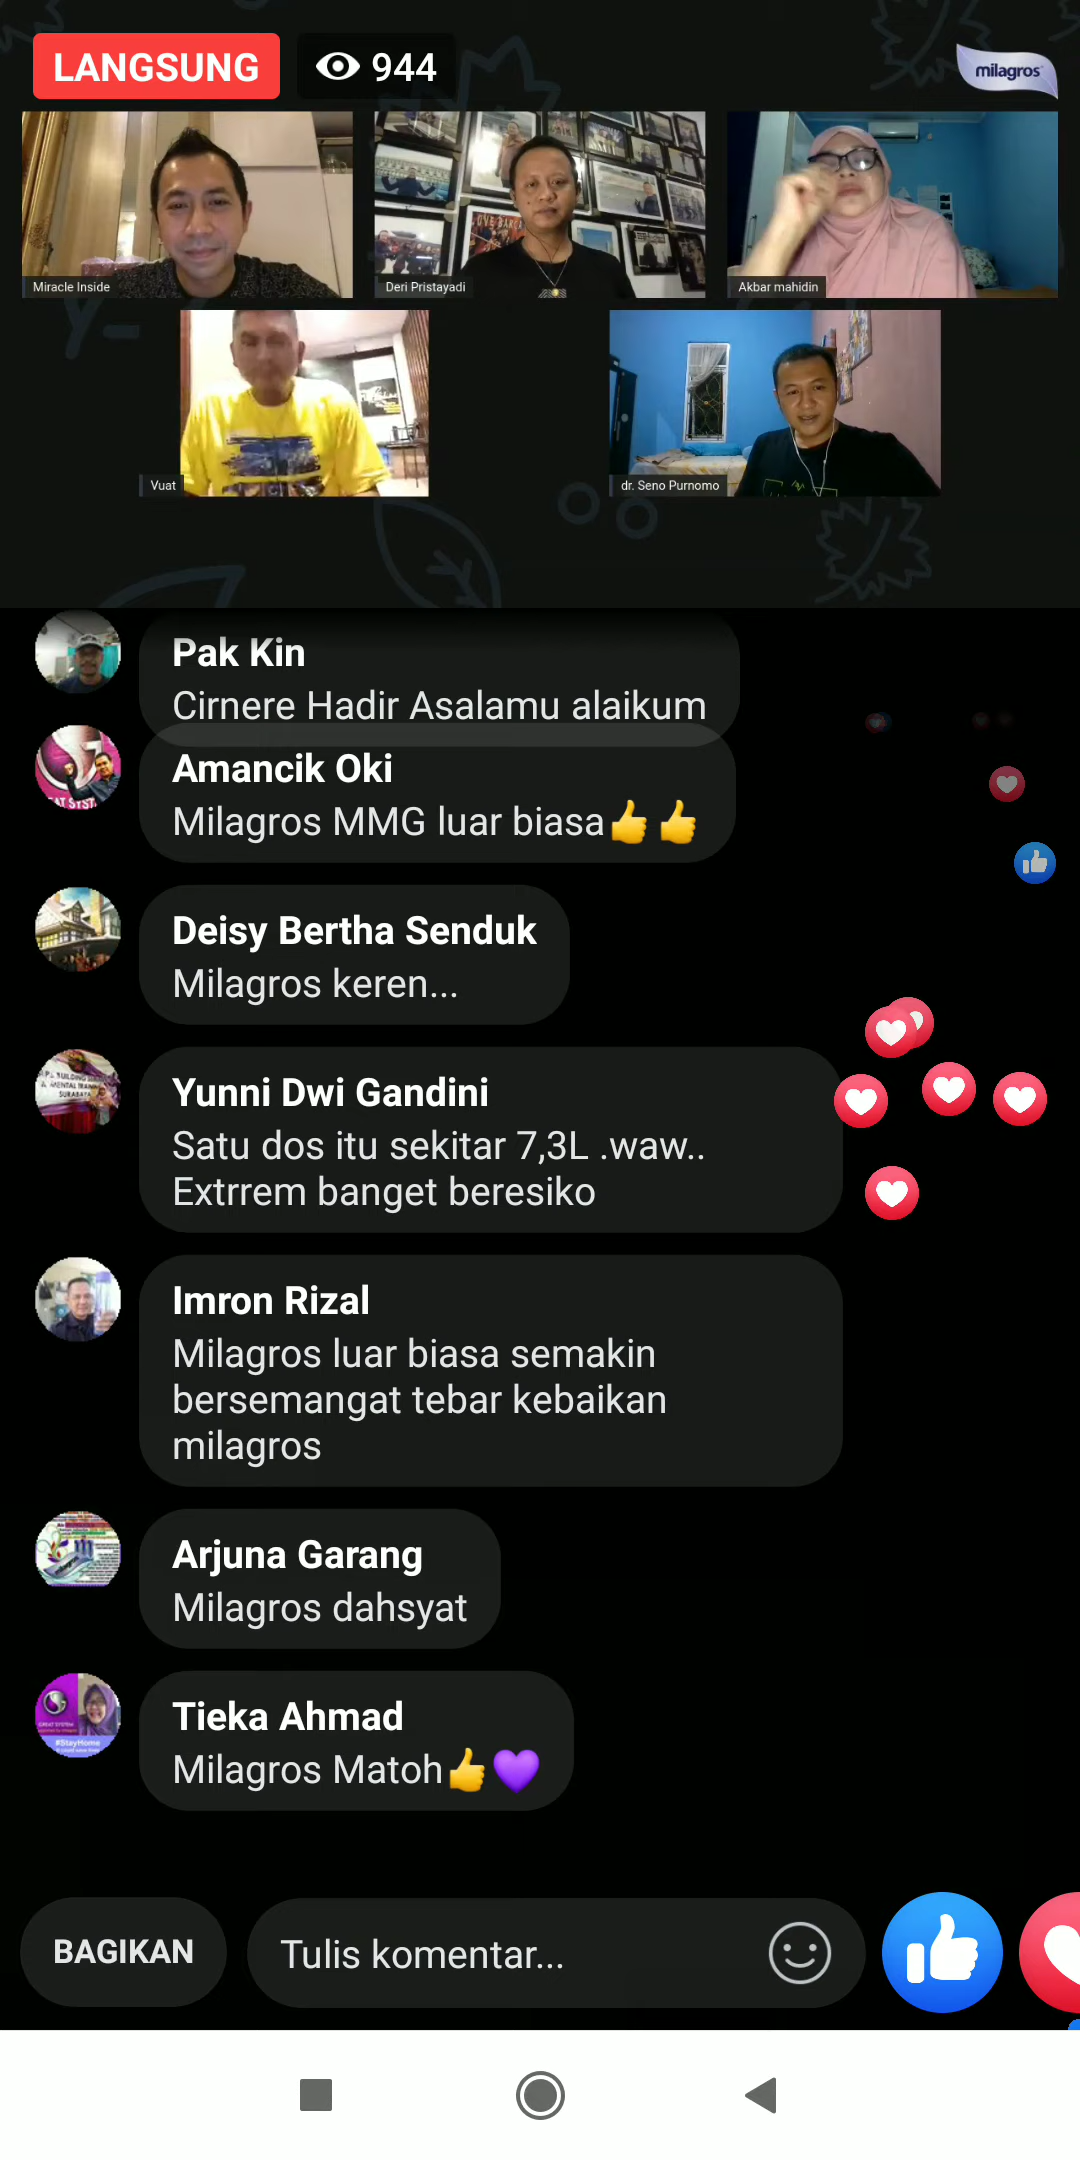 LANGSUNG
944
milagros
Miracle Inside
Deri Pristayadi
Akbar mahidin
Vuat
dr. Seno Purnomo
Pak Kin
Cirnere Hadir Asalamu alaikum
Amancik Oki
Milagros MMG luar biasa👍👍
Deisy Bertha Senduk
Milagros keren...
Yunni Dwi Gandini
Satu dos itu sekitar 7,3L .waw..
Extrrem banget beresiko
Imron Rizal
Milagros luar biasa semakin
bersemangat tebar kebaikan
milagros
Arjuna Garang
Milagros dahsyat
#StayHome
Tieka Ahmad
Milagros Matoh👍💜
BAGIKAN
Tulis komentar...